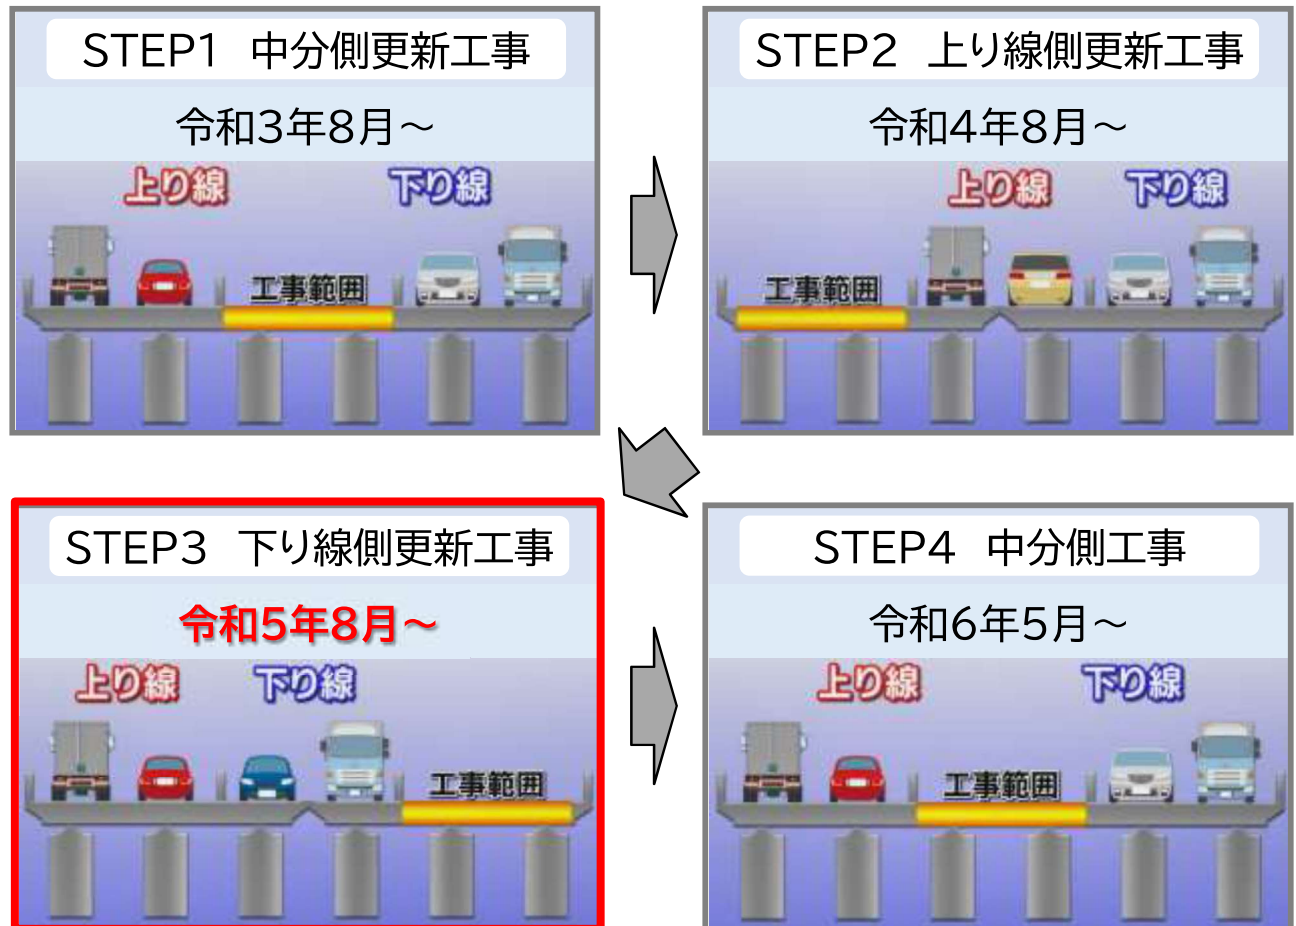 STEP1 中分側更新工事
令和3年8月～
上り線
下り線
工事範囲
STEP2 上り線側更新工事
令和4年8月～
上り線
下り線
工事範囲
STEP3 下り線側更新工事
令和5年8月～
上り線
下り線
工事範囲
STEP4 中分側工事
令和6年5月～
上り線
下り線
工事範囲